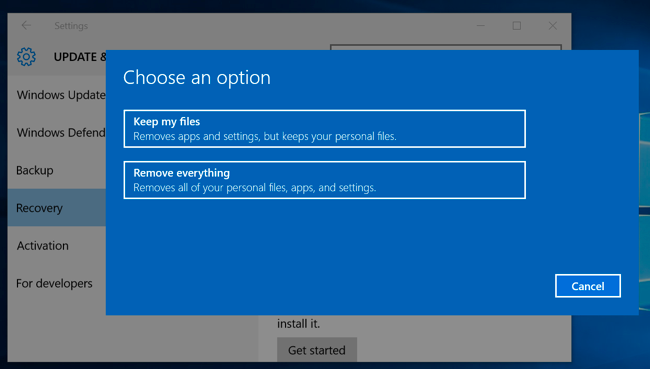 Settings
UPDATE &
Choose an option
Windows Update
Keep my files
Removes apps and settings, but keeps your personal files.
Windows Defend
Backup
Remove everything
Removes all of your personal files, apps, and settings.
Recovery
Activation
For developers
Cancel
install it.
Get started